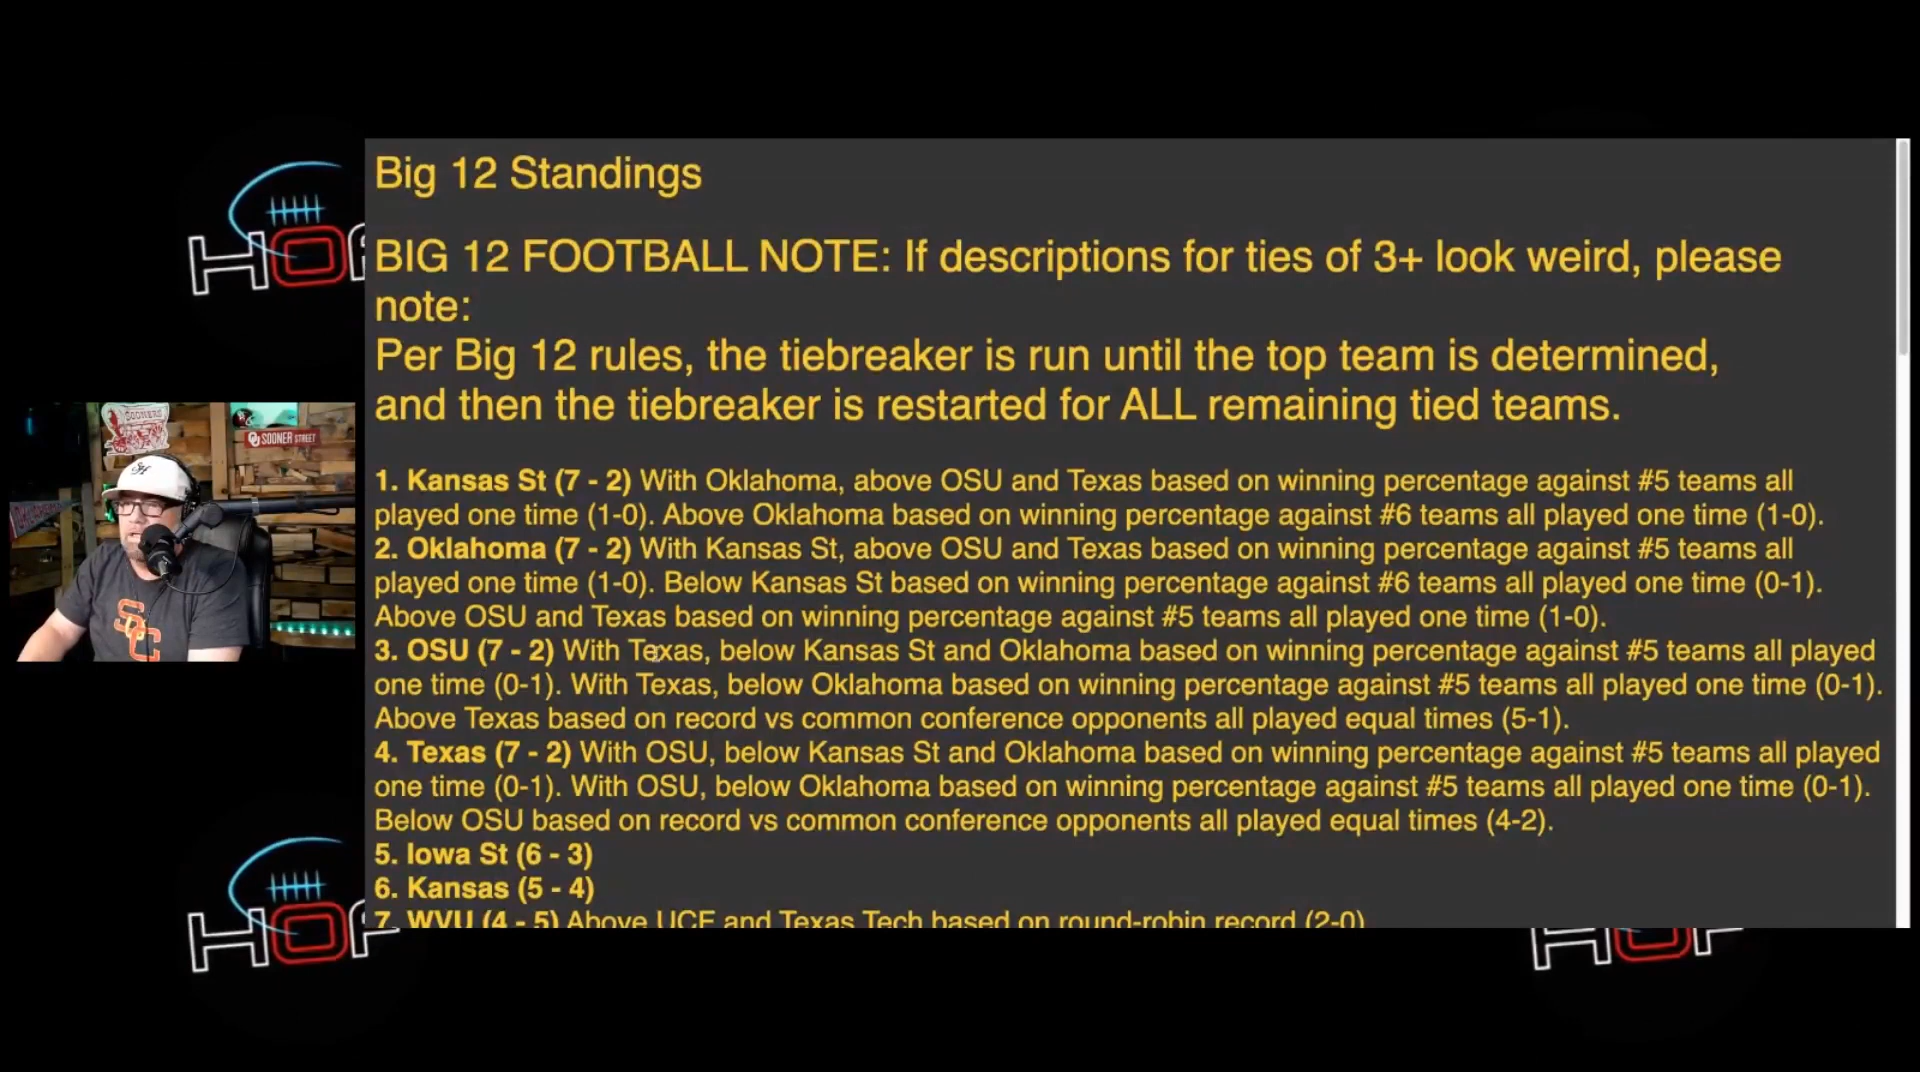 Big 12 Standings
BIG 12 FOOTBALL NOTE: If descriptions for ties of 3+ look weird, please
note:
Per Big 12 rules, the tiebreaker is run until the top team is determined,
and then the tiebreaker is restarted for ALL remaining tied teams.
1. Kansas St (7 - 2) With Oklahoma, above OSU and Texas based on winning percentage against #5 teams all
played one time (1-0). Above Oklahoma based on winning percentage against #6 teams all played one time (1-0).
2. Oklahoma (7 - 2) With Kansas St, above OSU and Texas based on winning percentage against #5 teams all
played one time (1-0). Below Kansas St based on winning percentage against #6 teams all played one time (0-1).
Above OSU and Texas based on winning percentage against #5 teams all played one time (1-0).
3. OSU (7 - 2) With Texas, below Kansas St and Oklahoma based on winning percentage against #5 teams all played
one time (0-1). With Texas, below Oklahoma based on winning percentage against #5 teams all played one time (0-1).
Above Texas based on record vs common conference opponents all played equal times (5-1).
4. Texas (7 - 2) With OSU, below Kansas St and Oklahoma based on winning percentage against #5 teams all played
one time (0-1). With OSU, below Oklahoma based on winning percentage against #5 teams all played one time (0-1).
Below OSU based on record vs common conference opponents all played equal times (4-2).
5. Iowa St (6 - 3)
6. Kansas (5 - 4)
7. WVU (4 - 5) Above UCF and Texas Tech based on round-robin record (2-0)
HOF
HOF
HOF
SOONERS
OU SOONER STREET
SH
SC